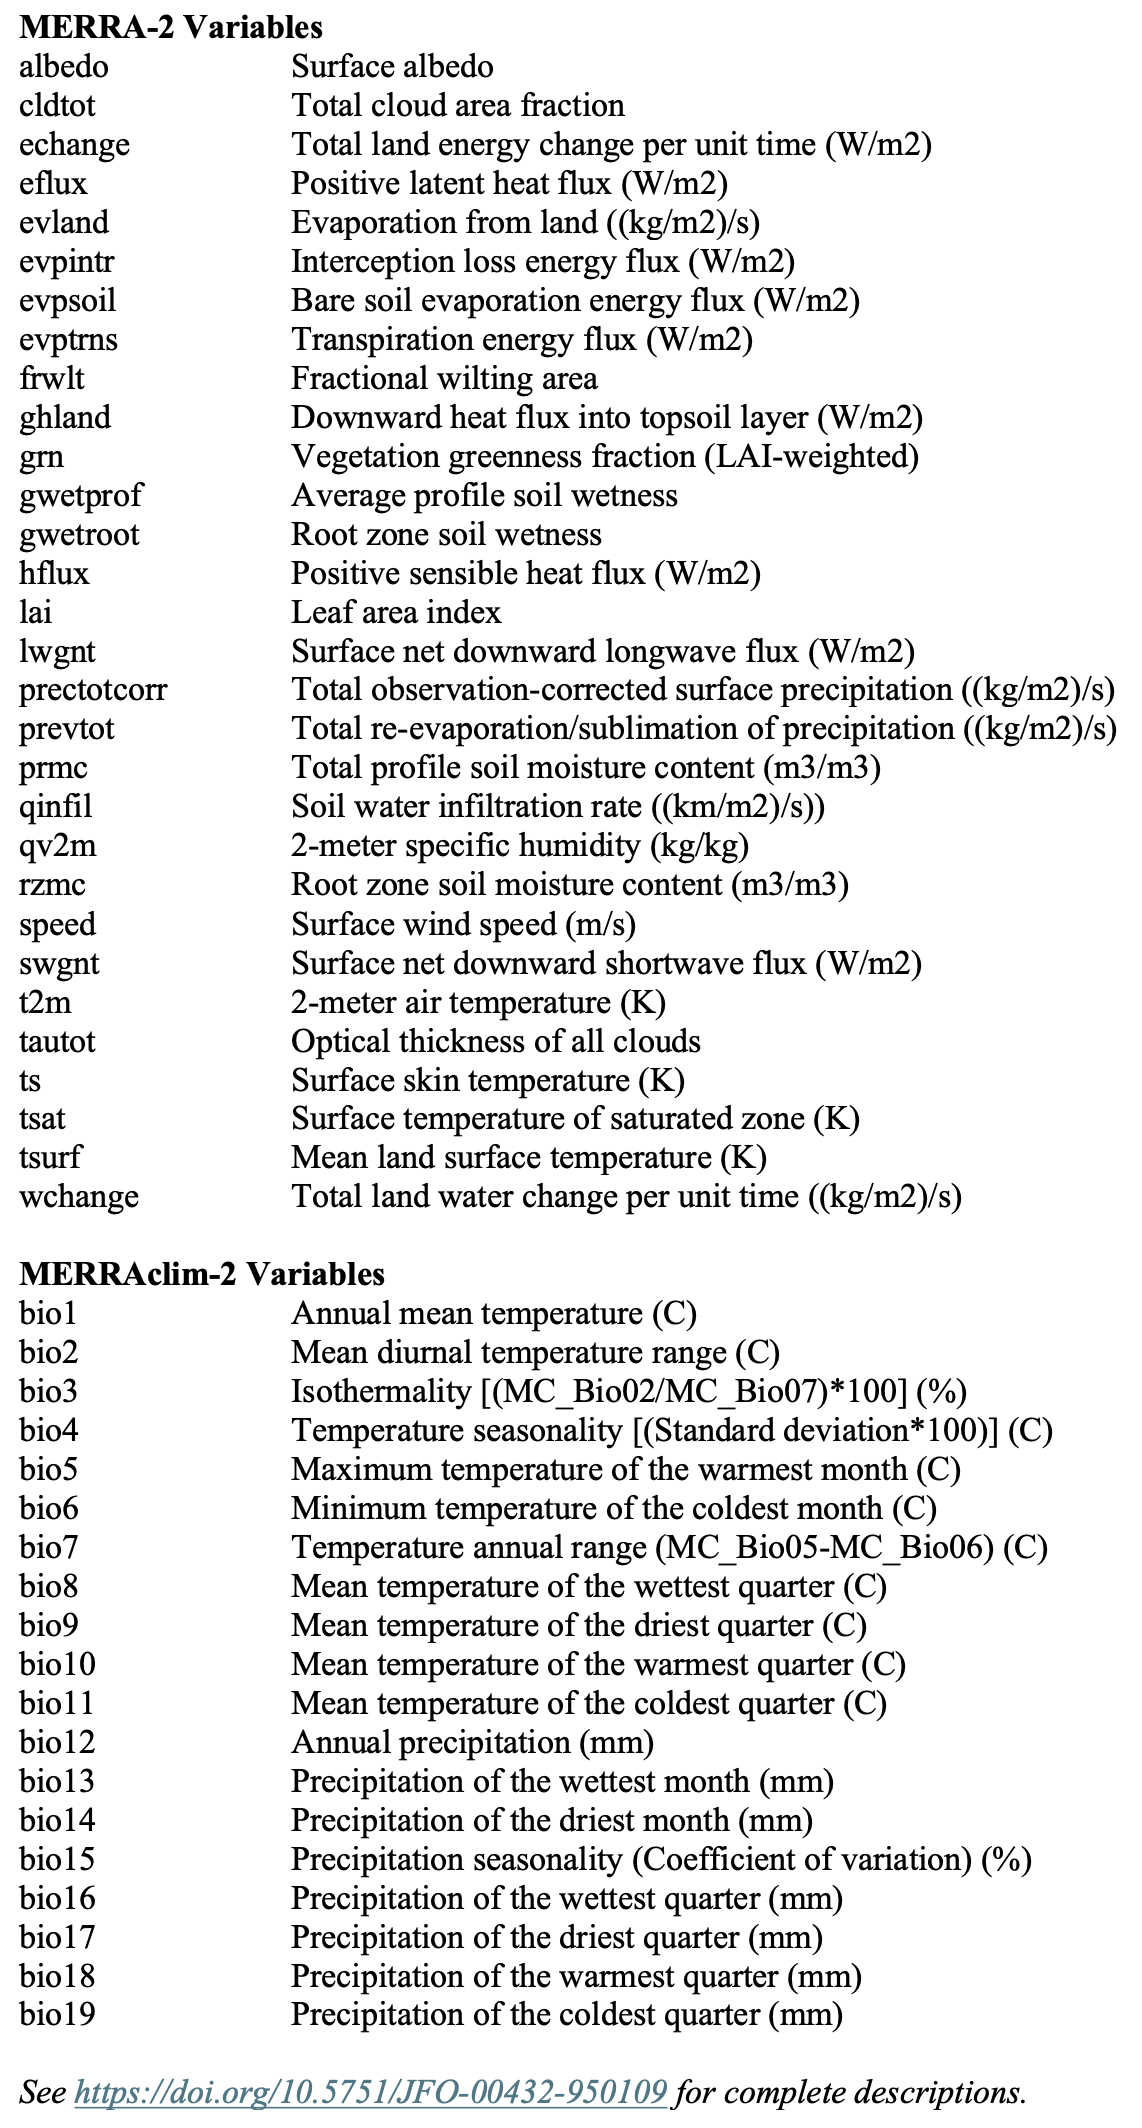 MERRA-2 Variables
albedo Surface albedo
cldtot Total cloud area fraction
echange Total land energy change per unit time (W/m2)
eflux Positive latent heat flux (W/m2)
evland Evaporation from land ((kg/m2)/s)
evpintr Interception loss energy flux (W/m2)
evpsoil Bare soil evaporation energy flux (W/m2)
evptrns Transpiration energy flux (W/m2)
frwlt Fractional wilting area
ghland Downward heat flux into topsoil layer (W/m2)
grn Vegetation greenness fraction (LAI-weighted)
gwetprof Average profile soil wetness
gwetroot Root zone soil wetness
hflux Positive sensible heat flux (W/m2)
lai Leaf area index
lwgnt Surface net downward longwave flux (W/m2)
prectotcorr Total observation-corrected surface precipitation ((kg/m2)/s)
prevtot Total re-evaporation/sublimation of precipitation ((kg/m2)/s)
prmc Total profile soil moisture content (m3/m3)
qinfil Soil water infiltration rate ((km/m2)/s))
qv2m 2-meter specific humidity (kg/kg)
rzmc Root zone soil moisture content (m3/m3)
speed Surface wind speed (m/s)
swgnt Surface net downward shortwave flux (W/m2)
t2m 2-meter air temperature (K)
tautot Optical thickness of all clouds
ts Surface skin temperature (K)
tsat Surface temperature of saturated zone (K)
tsurf Mean land surface temperature (K)
wchange Total land water change per unit time ((kg/m2)/s)
MERRAclim-2 Variables
bio1 Annual mean temperature (C)
bio2 Mean diurnal temperature range (C)
bio3 Isothermality [(MC_Bio02/MC_Bio07)*100] (%)
bio4 Temperature seasonality [(Standard deviation*100)] (C)
bio5 Maximum temperature of the warmest month (C)
bio6 Minimum temperature of the coldest month (C)
bio7 Temperature annual range (MC_Bio05-MC_Bio06) (C)
bio8 Mean temperature of the wettest quarter (C)
bio9 Mean temperature of the driest quarter (C)
bio10 Mean temperature of the warmest quarter (C)
bio11 Mean temperature of the coldest quarter (C)
bio12 Annual precipitation (mm)
bio13 Precipitation of the wettest month (mm)
bio14 Precipitation of the driest month (mm)
bio15 Precipitation seasonality (Coefficient of variation) (%)
bio16 Precipitation of the wettest quarter (mm)
bio17 Precipitation of the driest quarter (mm)
bio18 Precipitation of the warmest quarter (mm)
bio19 Precipitation of the coldest quarter (mm)
See https://doi.org/10.5751/JFO-00432-950109 for complete descriptions.